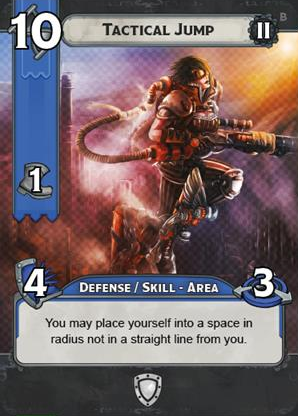 10
TACTICAL JUMP
II
B
1
4
DEFENSE / SKILL - AREA
3
You may place yourself into a space in
radius not in a straight line from you.